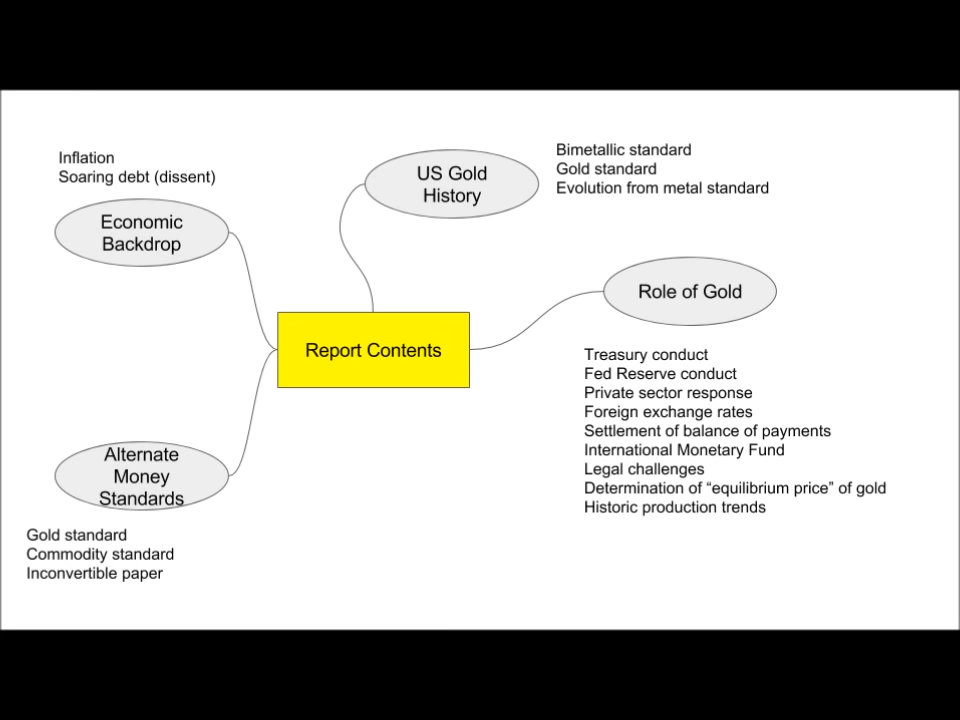 Inflation
Soaring debt (dissent)
Economic
Backdrop
US Gold
History
Bimetallic standard
Gold standard
Evolution from metal standard
Role of Gold
Treasury conduct
Fed Reserve conduct
Private sector response
Foreign exchange rates
Settlement of balance of payments
International Monetary Fund
Legal challenges
Determination of “equilibrium price” of gold
Historic production trends
Report Contents
Alternate
Money
Standards
Gold standard
Commodity standard
Inconvertible paper